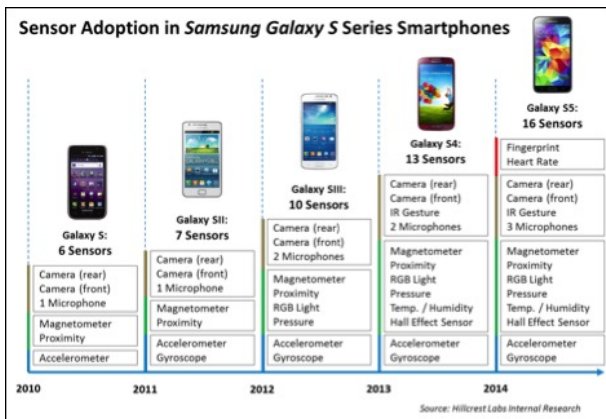 Sensor Adoption in Samsung Galaxy S Series Smartphones
Galaxy S:
6 Sensors
Camera (rear)
Camera (front)
1 Microphone
Magnetometer
Proximity
Accelerometer
Galaxy SII:
7 Sensors
Camera (rear)
Camera (front)
1 Microphone
Magnetometer
Proximity
Accelerometer
Gyroscope
Galaxy SIII:
10 Sensors
Camera (rear)
Camera (front)
2 Microphones
Magnetometer
Proximity
RGB Light
Pressure
Accelerometer
Gyroscope
Galaxy S4:
13 Sensors
Camera (rear)
Camera (front)
IR Gesture
2 Microphones
Magnetometer
Proximity
RGB Light
Pressure
Temp. / Humidity
Hall Effect Sensor
Accelerometer
Gyroscope
Galaxy S5:
16 Sensors
Fingerprint
Heart Rate
Camera (rear)
Camera (front)
IR Gesture
3 Microphones
Magnetometer
Proximity
RGB Light
Pressure
Temp. / Humidity
Hall Effect Sensor
Accelerometer
Gyroscope
2010
2011
2012
2013
2014
Source: Hillcrest Labs Internal Research